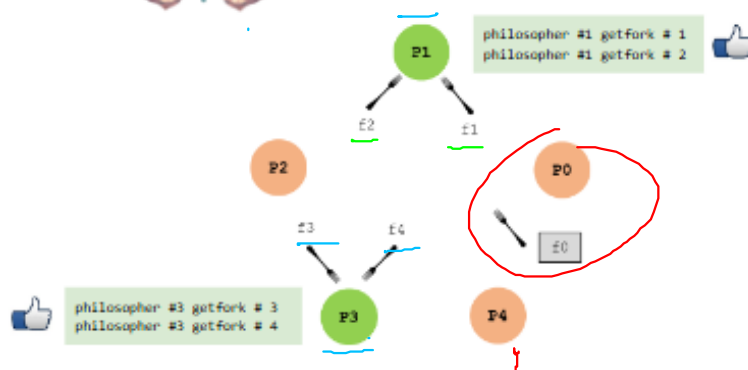 P1
philosopher #1 getfork # 1
philosopher #1 getfork # 2
f2
f1
P2
P0
f3
f4
f0
philosopher #3 getfork # 3
philosopher #3 getfork # 4
P3
P4